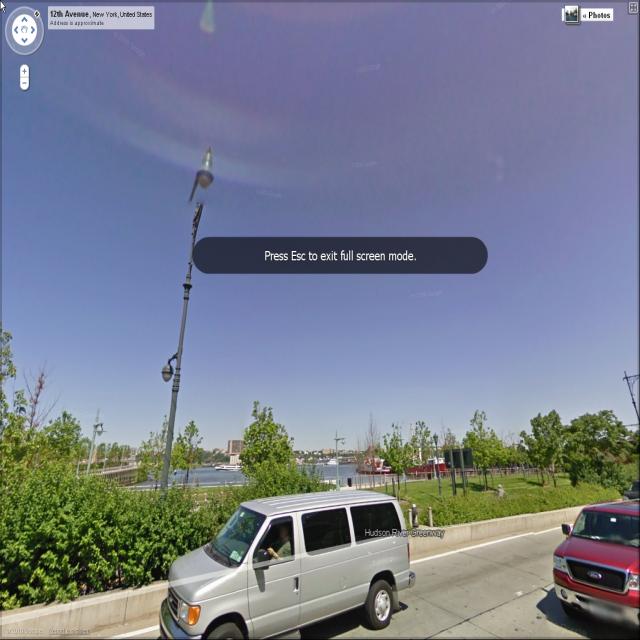 12th Avenue, New York, United States
Address is approximate
« Photos
Press Esc to exit full screen mode.
Hudson River Greenway
Ford